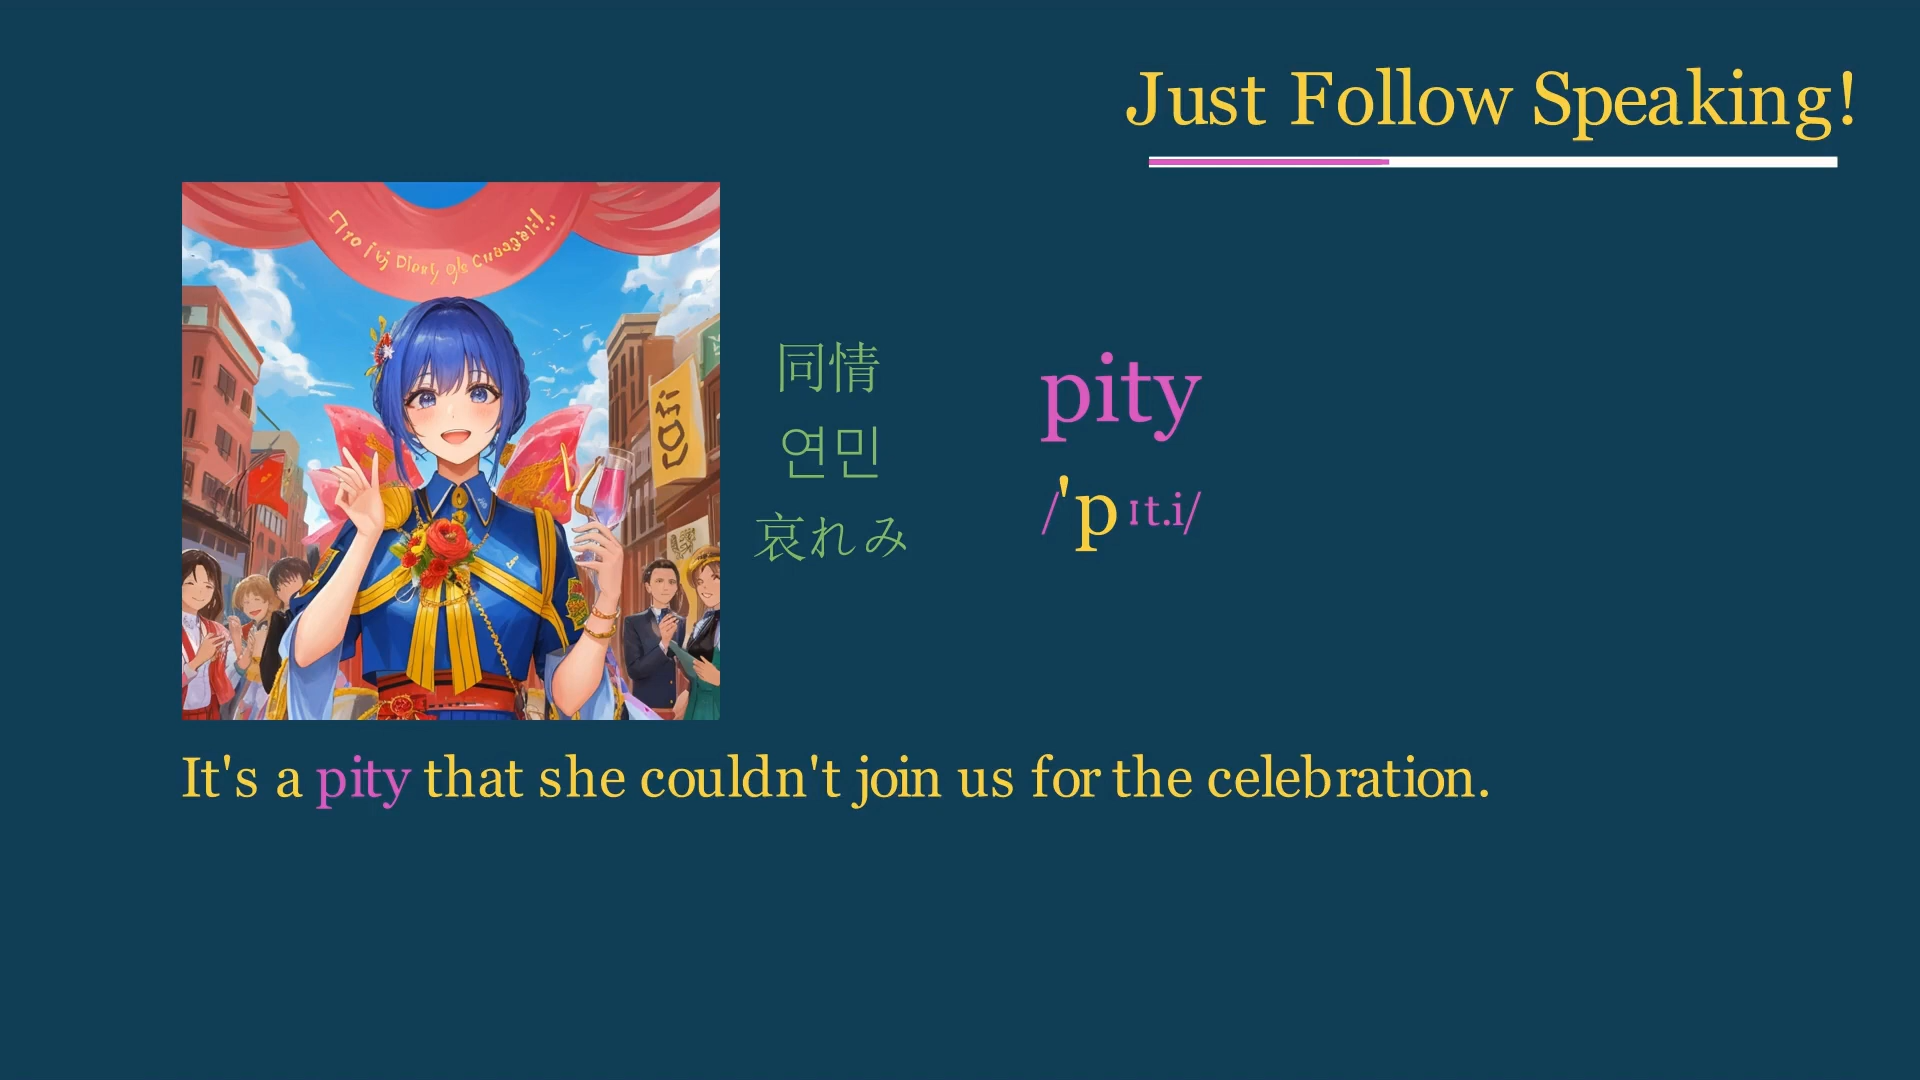 Just Follow Speaking!
同情
연민
哀れみ
pity
/ˈpɪt.i/
It's a pity that she couldn't join us for the celebration.